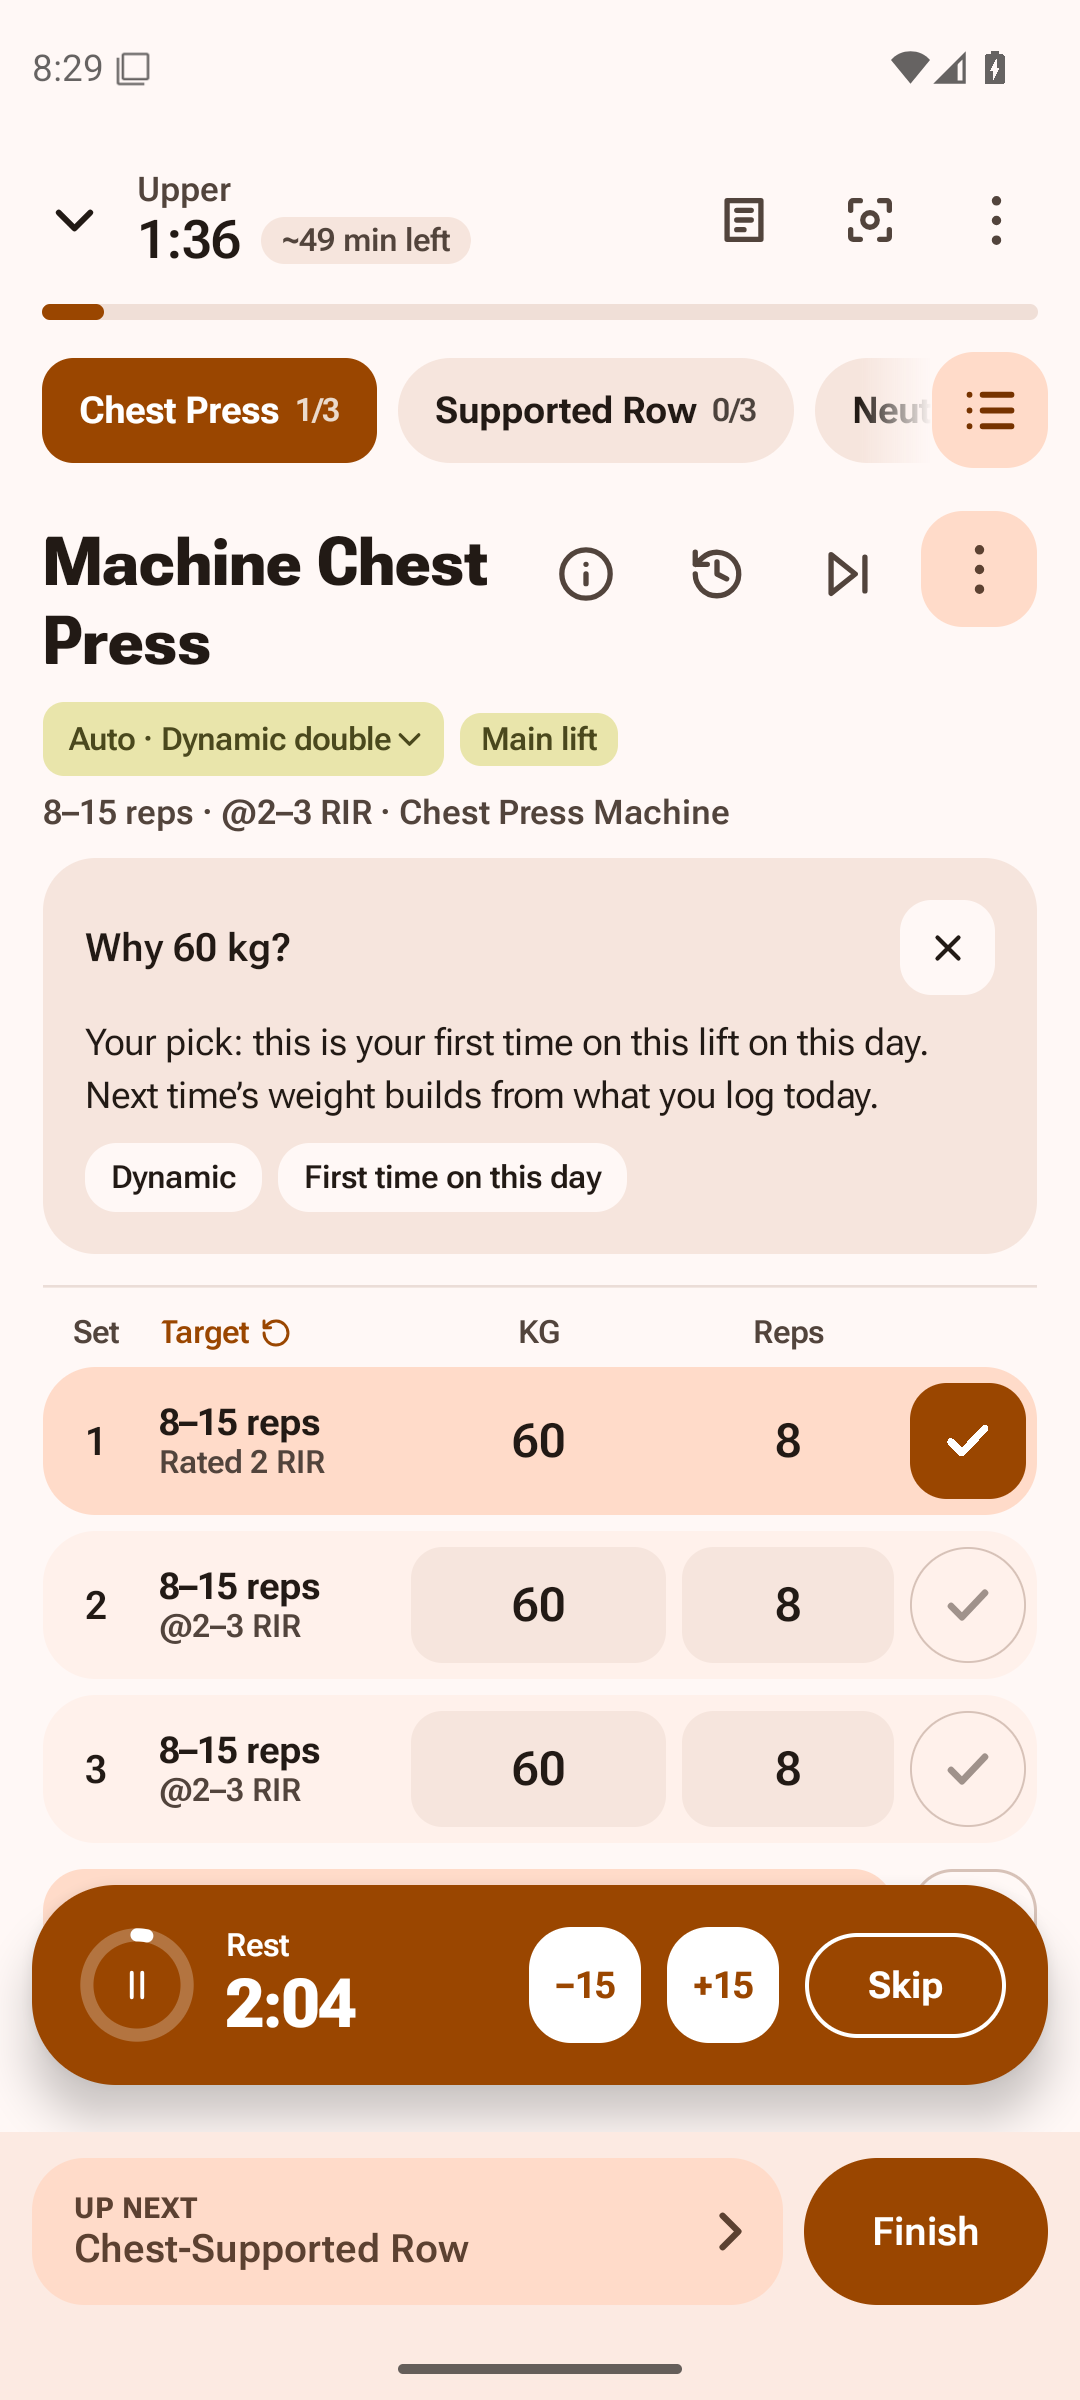 8:29
Upper
1:36 ~49 min left
Chest Press 1/3 Supported Row 0/3 Neut
Machine Chest
Press
Auto · Dynamic double Main lift
8–15 reps · @2–3 RIR · Chest Press Machine
Why 60 kg?
Your pick: this is your first time on this lift on this day.
Next time’s weight builds from what you log today.
Dynamic First time on this day
Set Target KG Reps
1 8–15 reps 60 8
Rated 2 RIR
2 8–15 reps 60 8
@2–3 RIR
3 8–15 reps 60 8
@2–3 RIR
Rest
2:04 −15 +15 Skip
UP NEXT
Chest-Supported Row
Finish